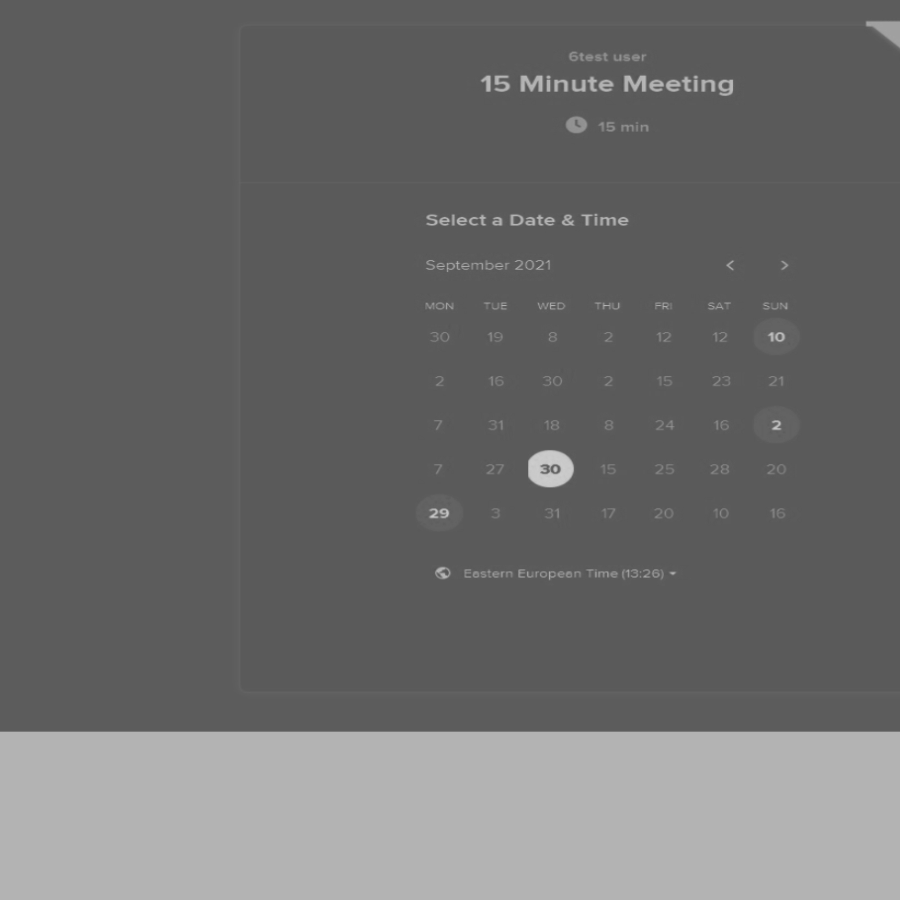 6test user
15 Minute Meeting
15 min
Select a Date & Time
September 2021
MON TUE WED THU FRI SAT SUN
30 19 8 2 12 12 10
2 16 30 2 15 23 21
7 31 18 8 24 16 2
7 27 30 15 25 28 20
29 3 31 17 20 10 16
Eastern European Time (13:26)